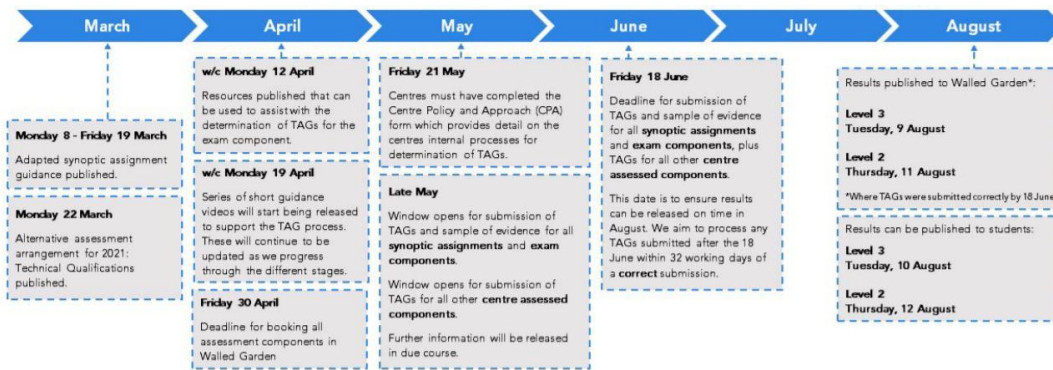 March
April
May
June
July
August
Monday 8 - Friday 19 March
Adapted synoptic assignment
guidance published.
Monday 22 March
Alternative assessment
arrangement for 2021:
Technical Qualifications
published.
w/c Monday 12 April
Resources published that can
be used to assist with the
determination of TAGs for the
exam component.
w/c Monday 19 April
Series of short guidance
videos will start being released
to support the TAG process.
These will continue to be
updated as we progress
through the different stages.
Friday 30 April
Deadline for booking all
assessment components in
Walled Garden
Friday 21 May
Centres must have completed the
Centre Policy and Approach (CPA)
form which provides detail on the
centres internal processes for
determination of TAGs.
Late May
Window opens for submission of
TAGs and sample of evidence for all
synoptic assignments and exam
components.
Window opens for submission of
TAGs for all other centre assessed
components.
Further information will be released
in due course.
Friday 18 June
Deadline for submission of
TAGs and sample of evidence
for all synoptic assignments
and exam components, plus
TAGs for all other centre
assessed components.
This date is to ensure results
can be released on time in
August. We aim to process any
TAGs submitted after the 18
June within 32 working days of
a correct submission.
Results published to Walled Garden*:
Level 3
Tuesday, 9 August
Level 2
Thursday, 11 August
*Where TAGs were submitted correctly by 18 June
Results can be published to students:
Level 3
Tuesday, 10 August
Level 2
Thursday, 12 August